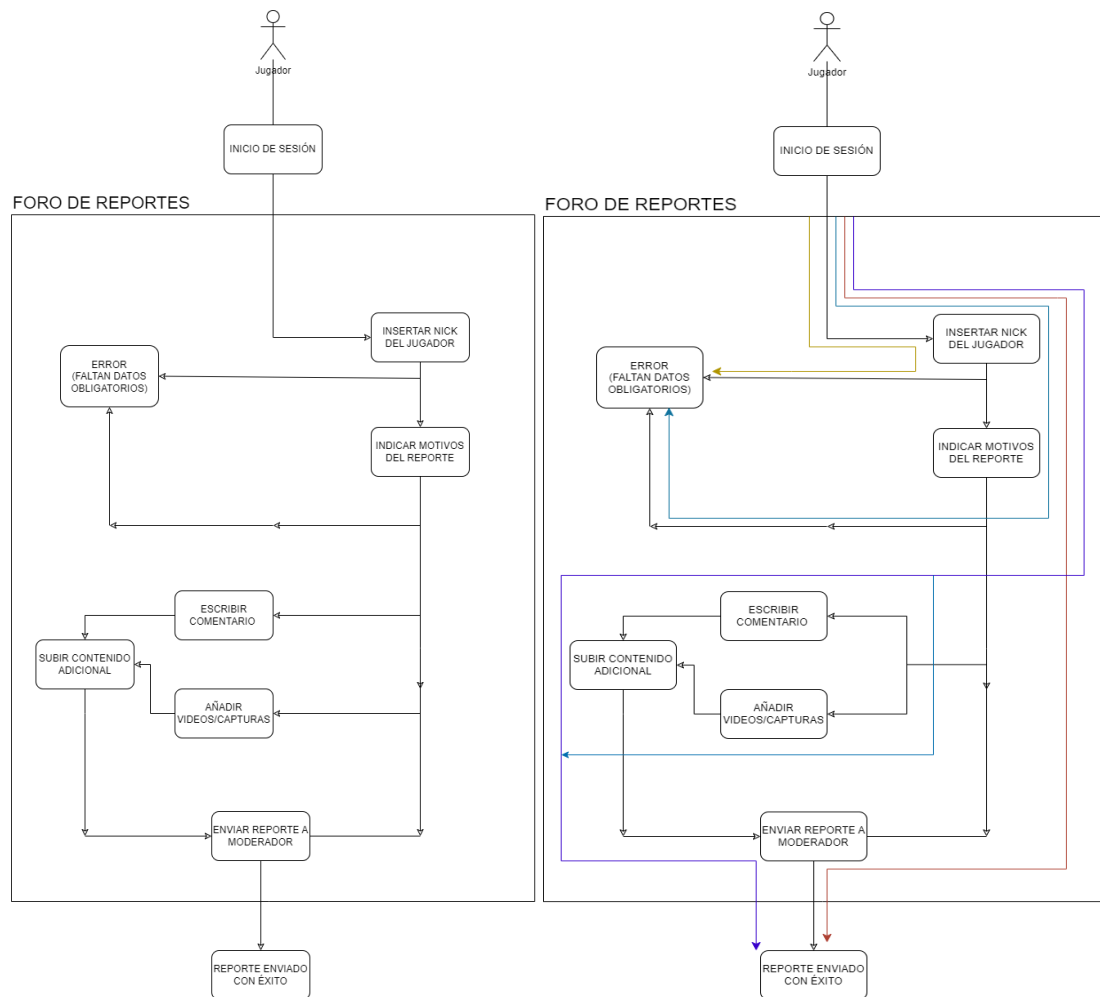 Jugador
INICIO DE SESIÓN
FORO DE REPORTES
INSERTAR NICK
DEL JUGADOR
ERROR
(FALTAN DATOS
OBLIGATORIOS)
INDICAR MOTIVOS
DEL REPORTE
ESCRIBIR
COMENTARIO
SUBIR CONTENIDO
ADICIONAL
AÑADIR
VIDEOS/CAPTURAS
ENVIAR REPORTE A
MODERADOR
REPORTE ENVIADO
CON ÉXITO
Jugador
INICIO DE SESIÓN
FORO DE REPORTES
INSERTAR NICK
DEL JUGADOR
ERROR
(FALTAN DATOS
OBLIGATORIOS)
INDICAR MOTIVOS
DEL REPORTE
ESCRIBIR
COMENTARIO
SUBIR CONTENIDO
ADICIONAL
AÑADIR
VIDEOS/CAPTURAS
ENVIAR REPORTE A
MODERADOR
REPORTE ENVIADO
CON ÉXITO